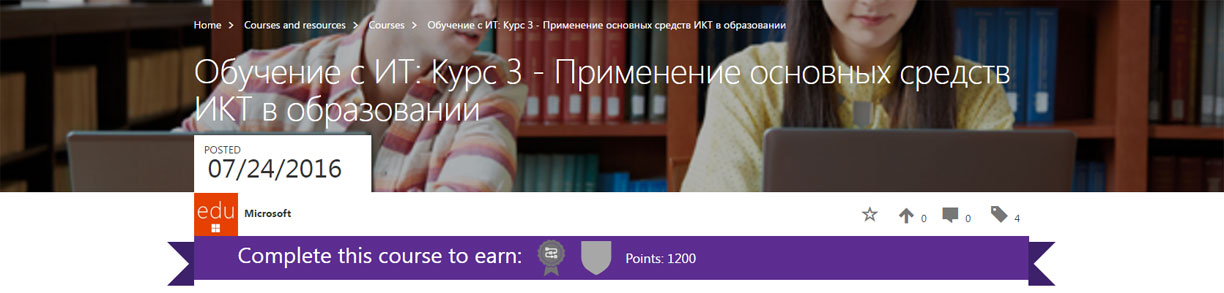 Home > Courses and resources > Courses > Обучение с ИТ: Курс 3 - Применение основных средств ИКТ в образовании
Обучение с ИТ: Курс 3 - Применение основных средств
ИКТ в образовании
POSTED
07/24/2016
edu
Microsoft
0
0
4
Complete this course to earn:
Points: 1200